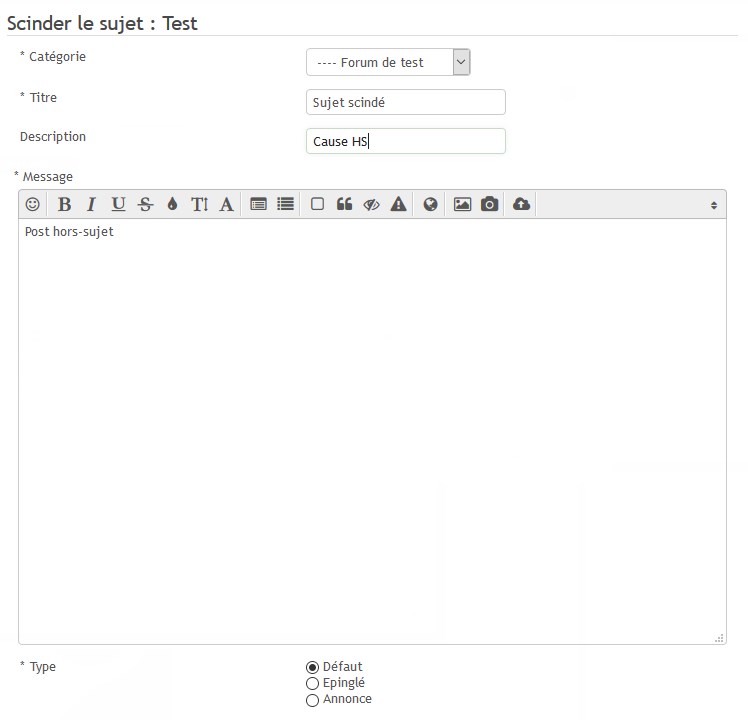 Scinder le sujet : Test
* Catégorie
---- Forum de test
* Titre
Sujet scindé
Description
Cause HS
* Message
B I U S T A
Post hors-sujet
* Type
Défaut
Epinglé
Annonce